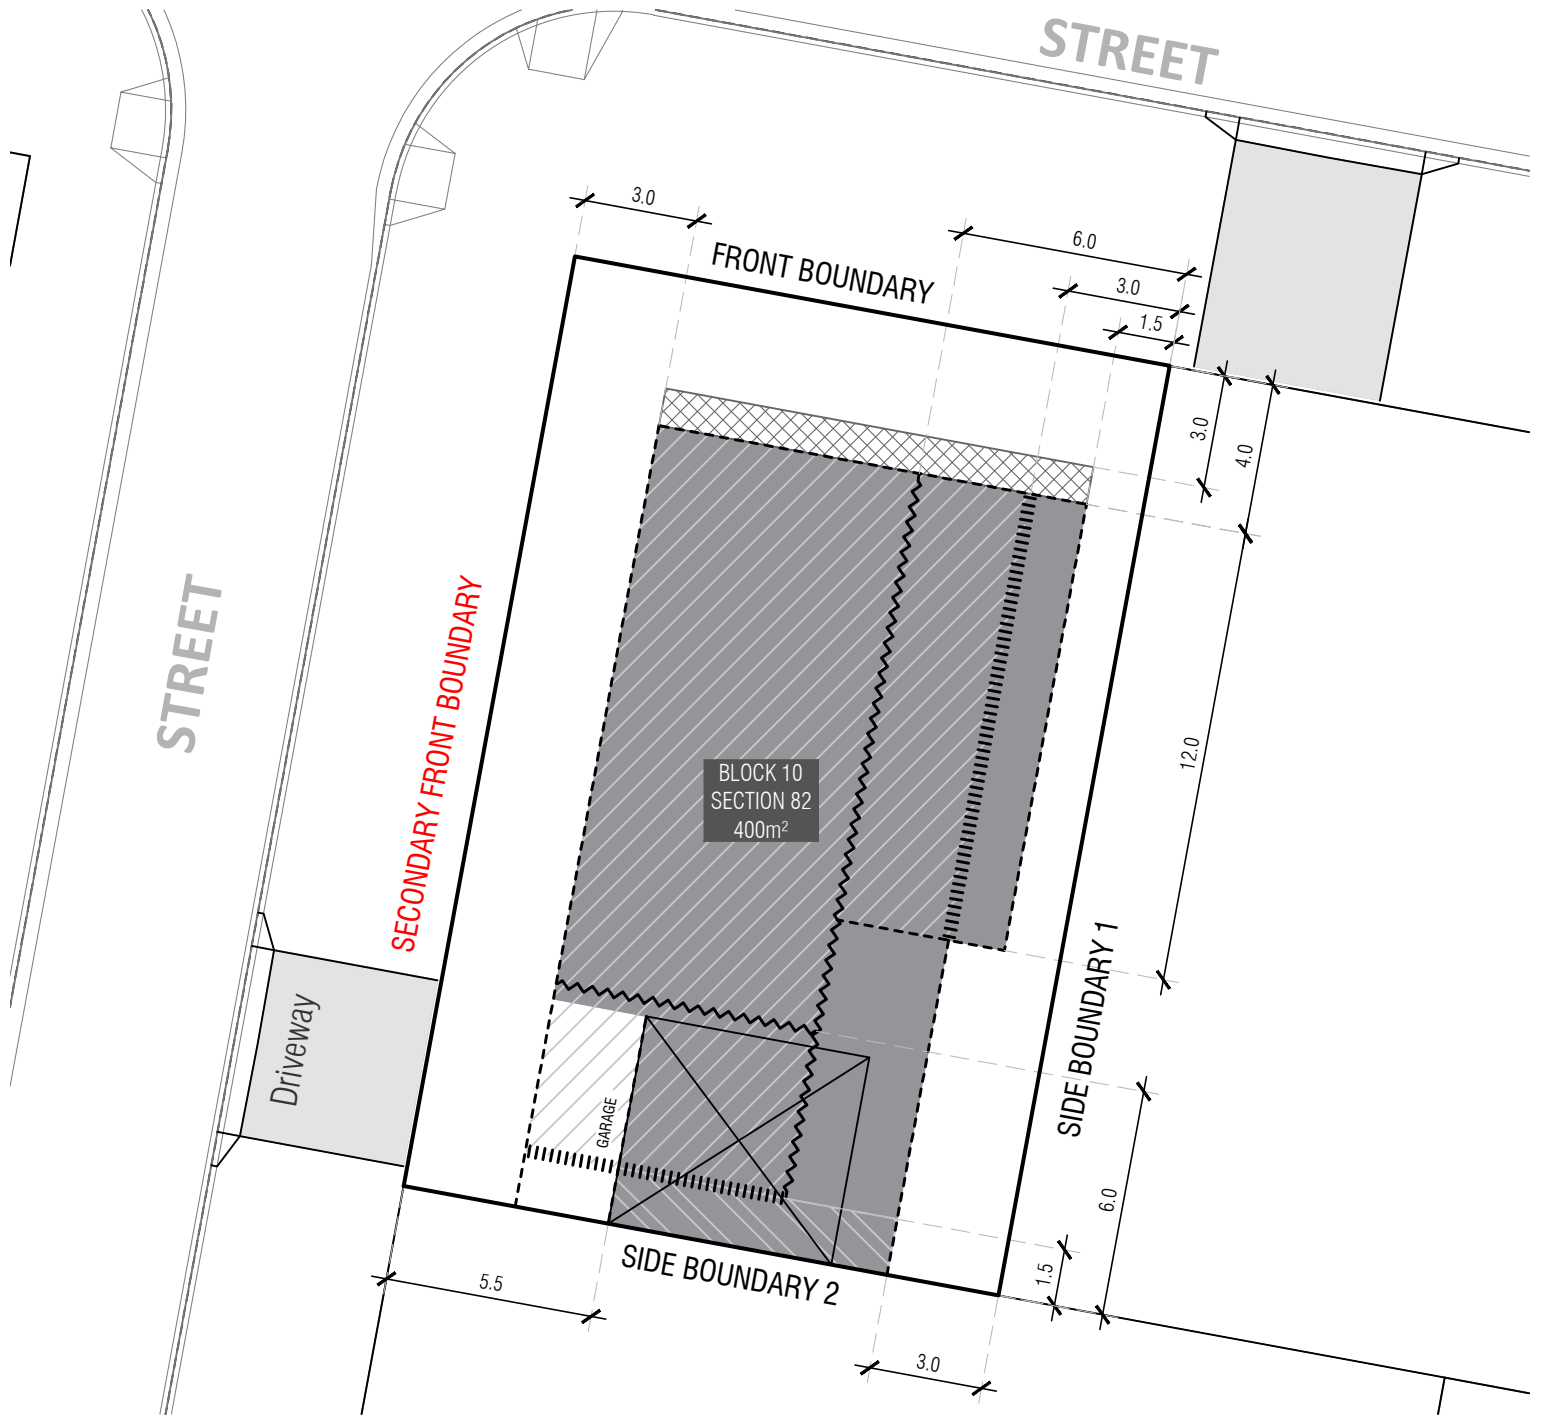 STREET
3.0
6.0
FRONT BOUNDARY
3.0
1.5
3.0
4.0
STREET
SECONDARY FRONT BOUNDARY
12.0
BLOCK 10
SECTION 82
400m²
SIDE BOUNDARY 1
Driveway
GARAGE
6.0
SIDE BOUNDARY 2
5.5
1.5
3.0